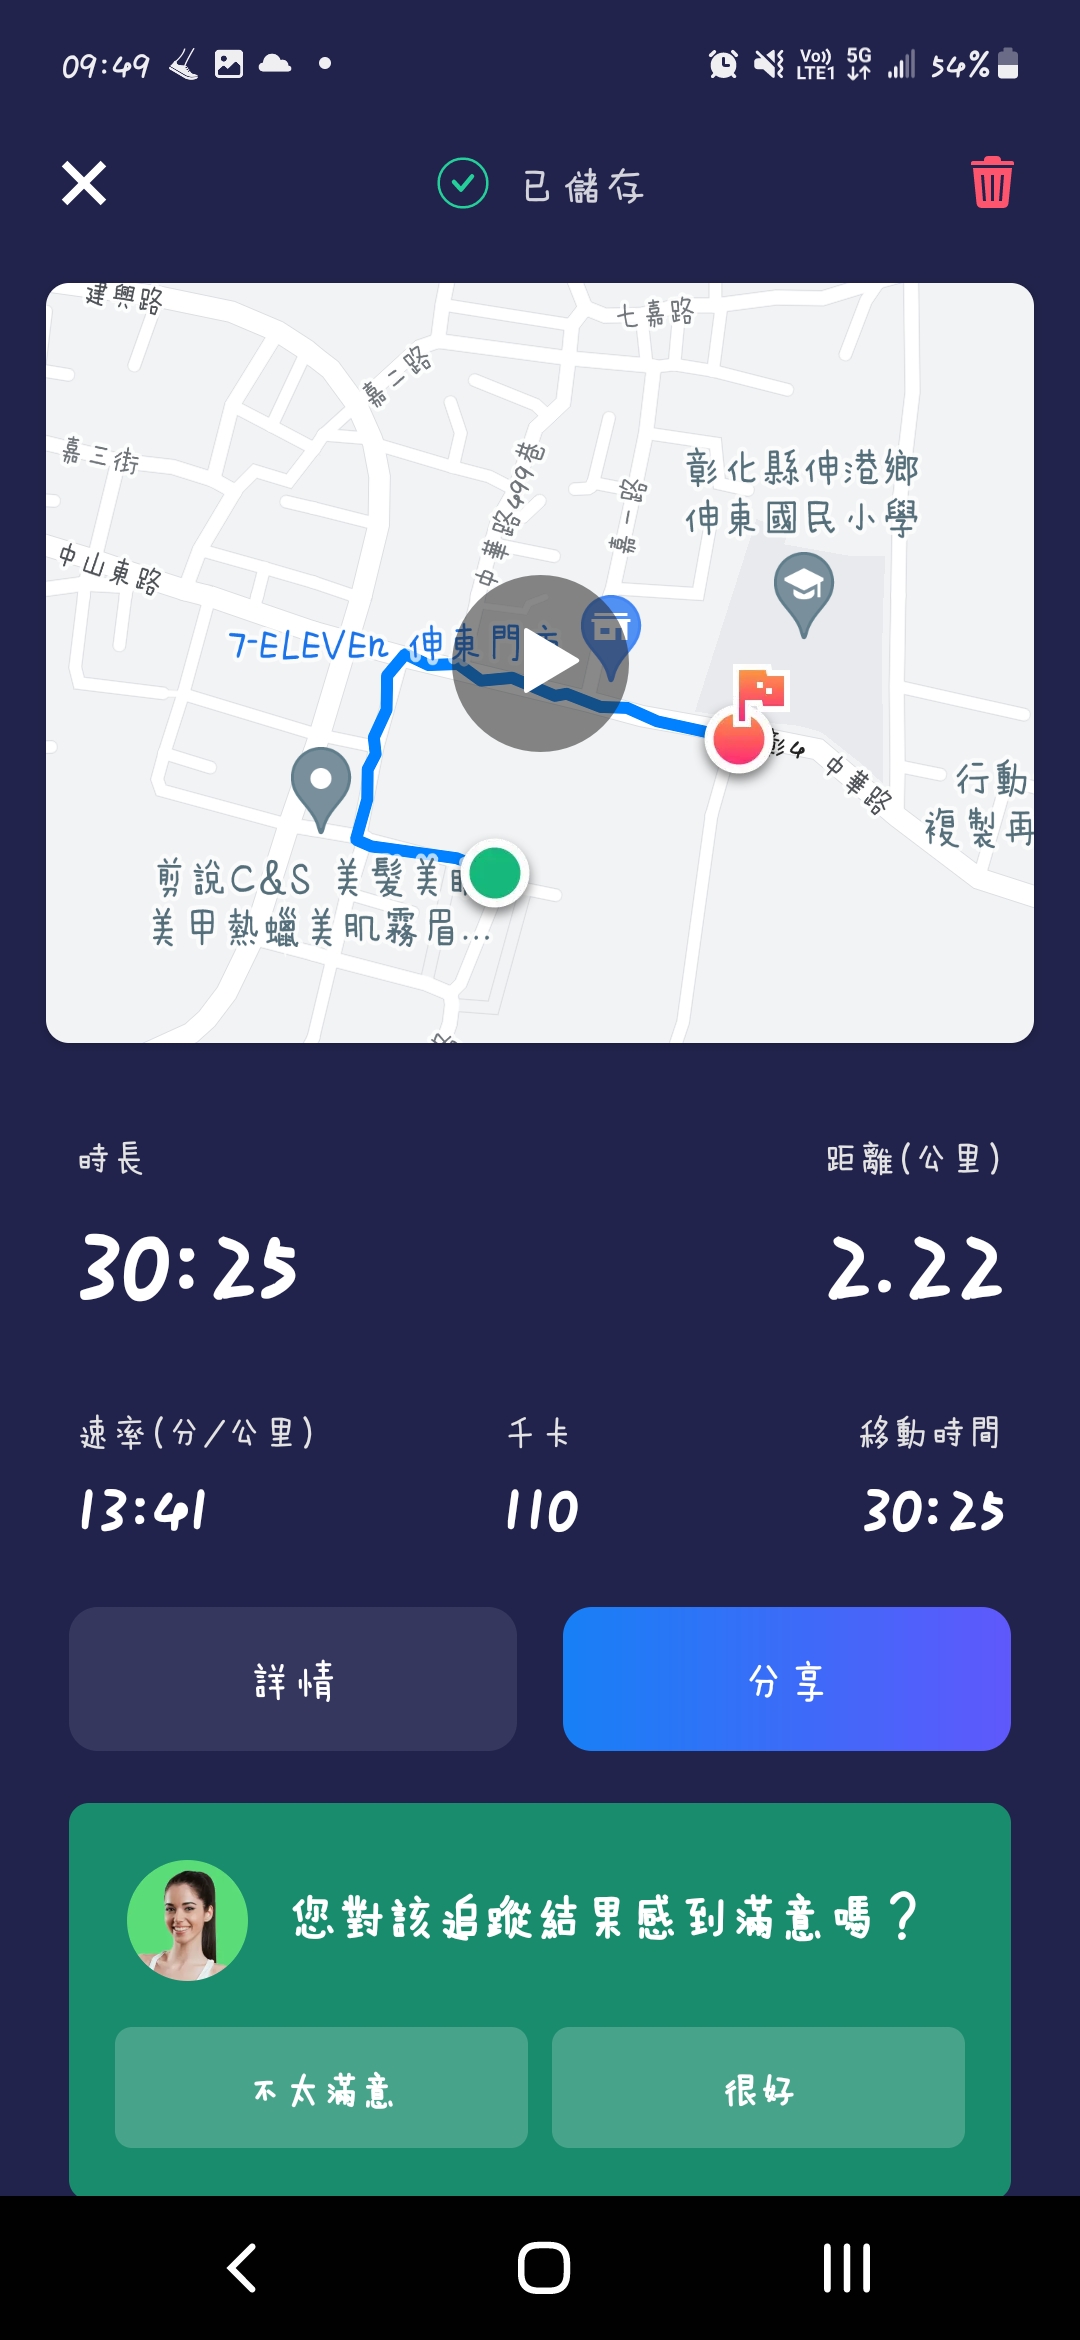 09:49
VoLTE1 5G 54%
已儲存
建興路
七嘉路
嘉二路
嘉三街
中華路499巷
嘉一路
彰化縣伸港鄉
伸東國民小學
中山東路
7-ELEVEn 伸東門市
彰4
中華路
行動
複製再
剪說C&S 美髮美
美甲熱蠟美肌霧眉...
路
時長
距離(公里)
30:25
2.22
速率(分/公里)
千卡
移動時間
13:41
110
30:25
詳情
分享
您對該追蹤結果感到滿意嗎?
不太滿意
很好